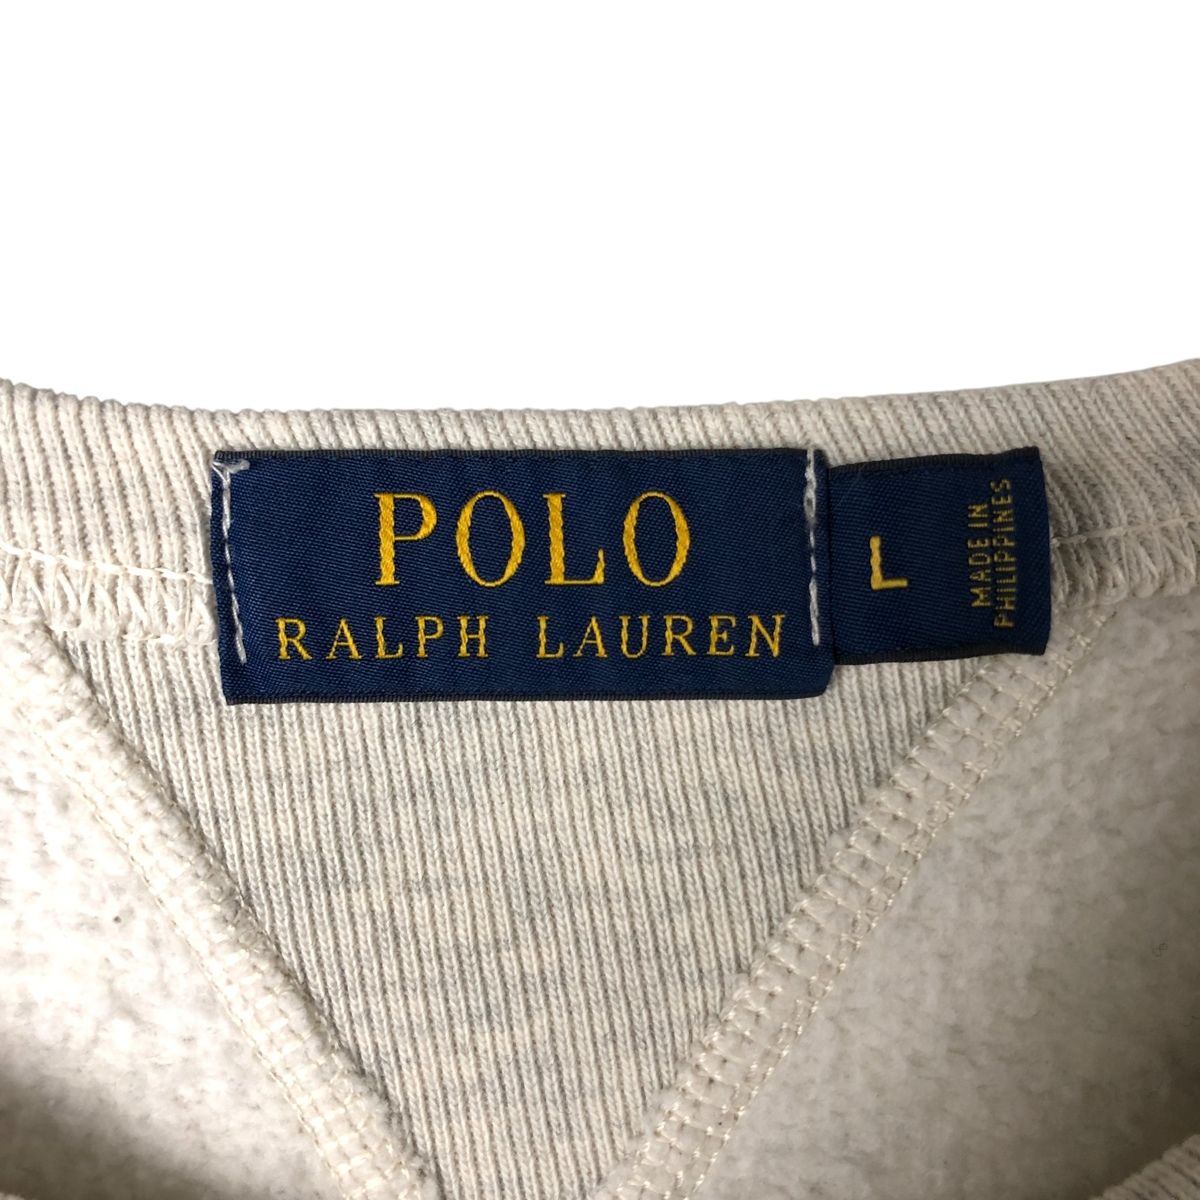 POLO
RALPH LAUREN
L
MADE IN
PHILIPPINES